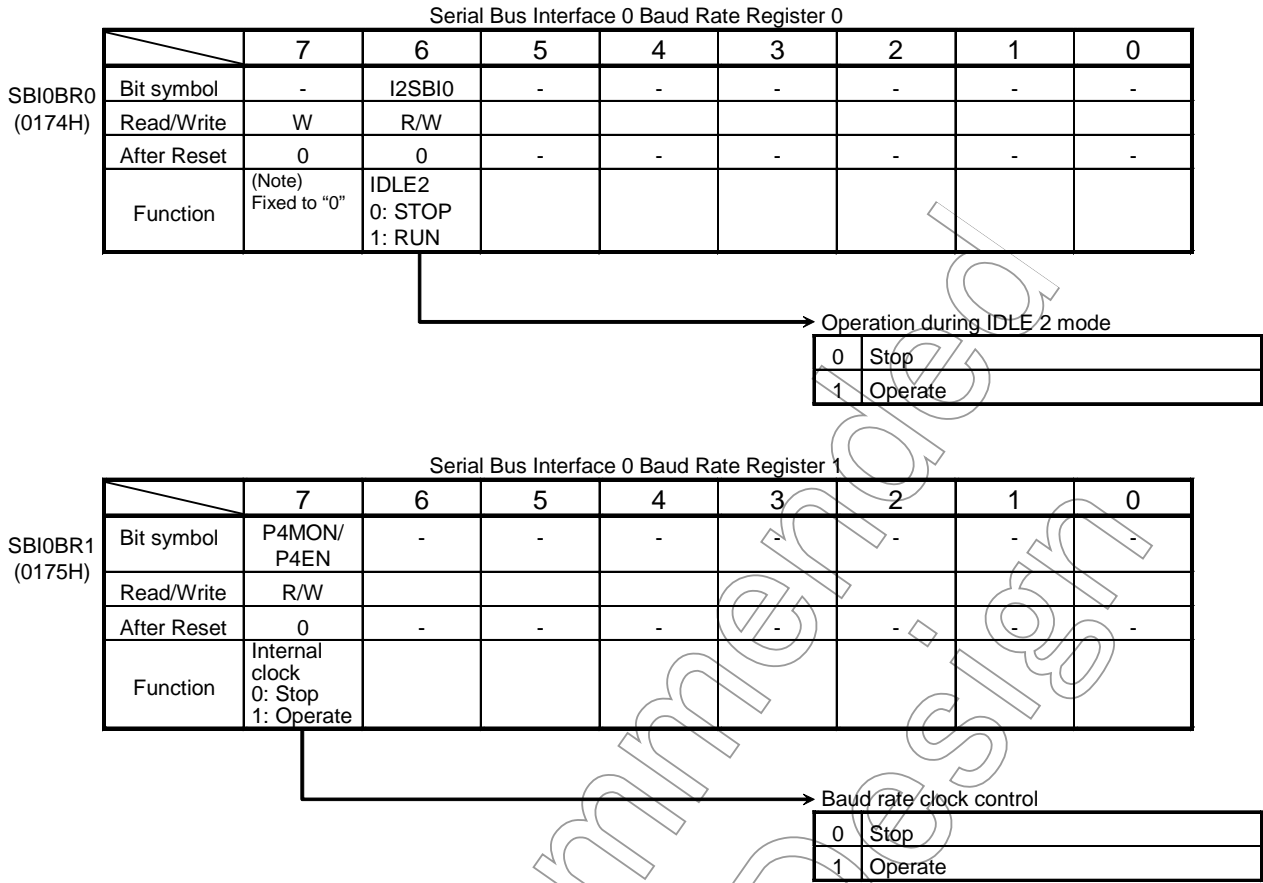 Serial Bus Interface 0 Baud Rate Register 0
7 6 5 4 3 2 1 0
SBI0BR0
(0174H)
Bit symbol - I2SBI0 - - - - - -
Read/Write W R/W
After Reset 0 0 - - - - - -
Function
(Note)
Fixed to “0”
IDLE2
0: STOP
1: RUN
Operation during IDLE 2 mode
0 Stop
1 Operate
Serial Bus Interface 0 Baud Rate Register 1
7 6 5 4 3 2 1 0
SBI0BR1
(0175H)
Bit symbol
P4MON/
P4EN
- - - - - - -
Read/Write R/W
After Reset 0 - - - - - - -
Function
Internal
clock
0: Stop
1: Operate
Baud rate clock control
0 Stop
1 Operate